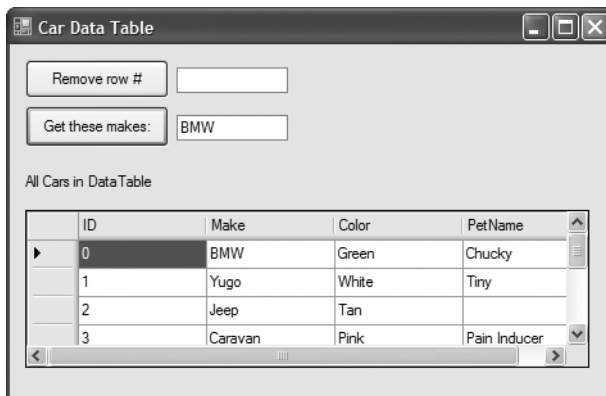 Car Data Table
Remove row #
Get these makes: BMW
All Cars in DataTable
ID Make Color PetName
0 BMW Green Chucky
1 Yugo White Tiny
2 Jeep Tan
3 Caravan Pink Pain Inducer